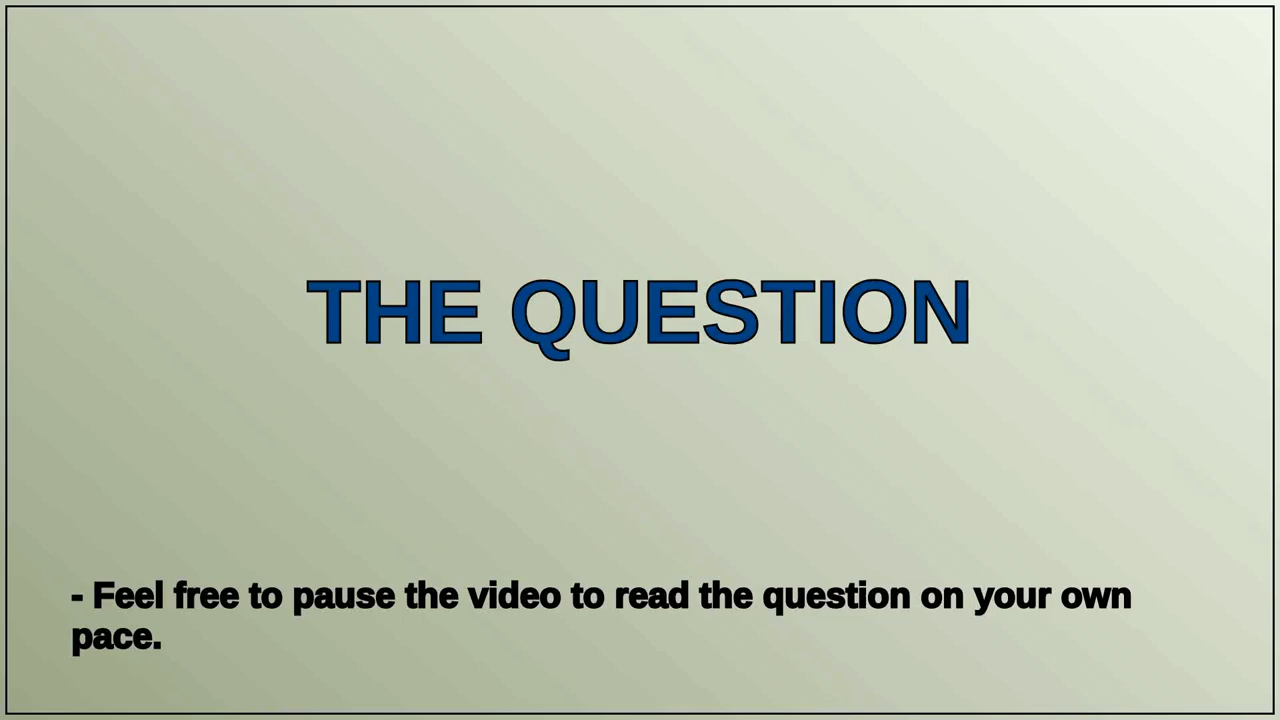 THE QUESTION
- Feel free to pause the video to read the question on your own
pace.